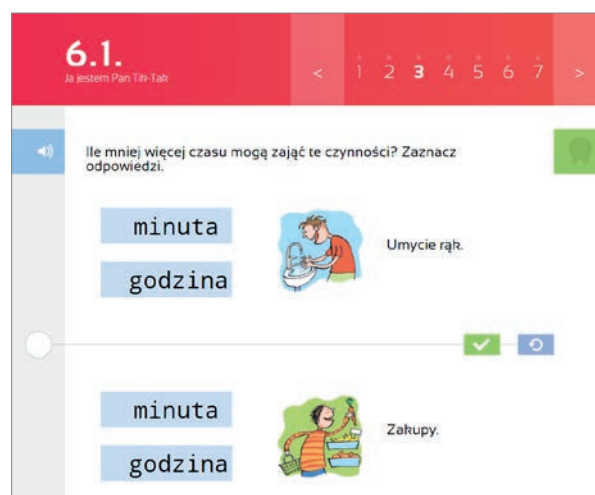 6.1.
Ja jestem Pan Tik-Tak
< 1 2 3 4 5 6 7 >
Ile mniej więcej czasu mogą zająć te czynności? Zaznacz
odpowiedzi.
minuta
godzina
Umycie rąk.
minuta
godzina
Zakupy.